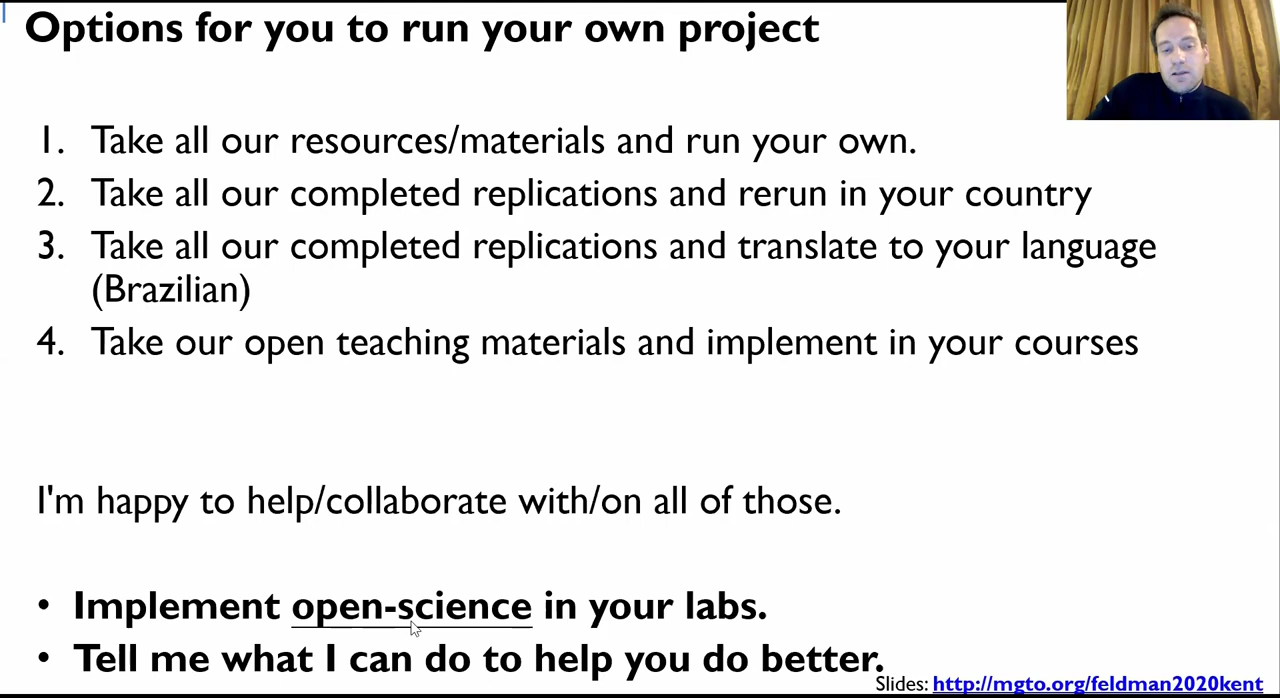 Options for you to run your own project
1. Take all our resources/materials and run your own.
2. Take all our completed replications and rerun in your country
3. Take all our completed replications and translate to your language
(Brazilian)
4. Take our open teaching materials and implement in your courses
I'm happy to help/collaborate with/on all of those.
• Implement open-science in your labs.
• Tell me what I can do to help you do better.
Slides: http://mgto.org/feldman2020kent